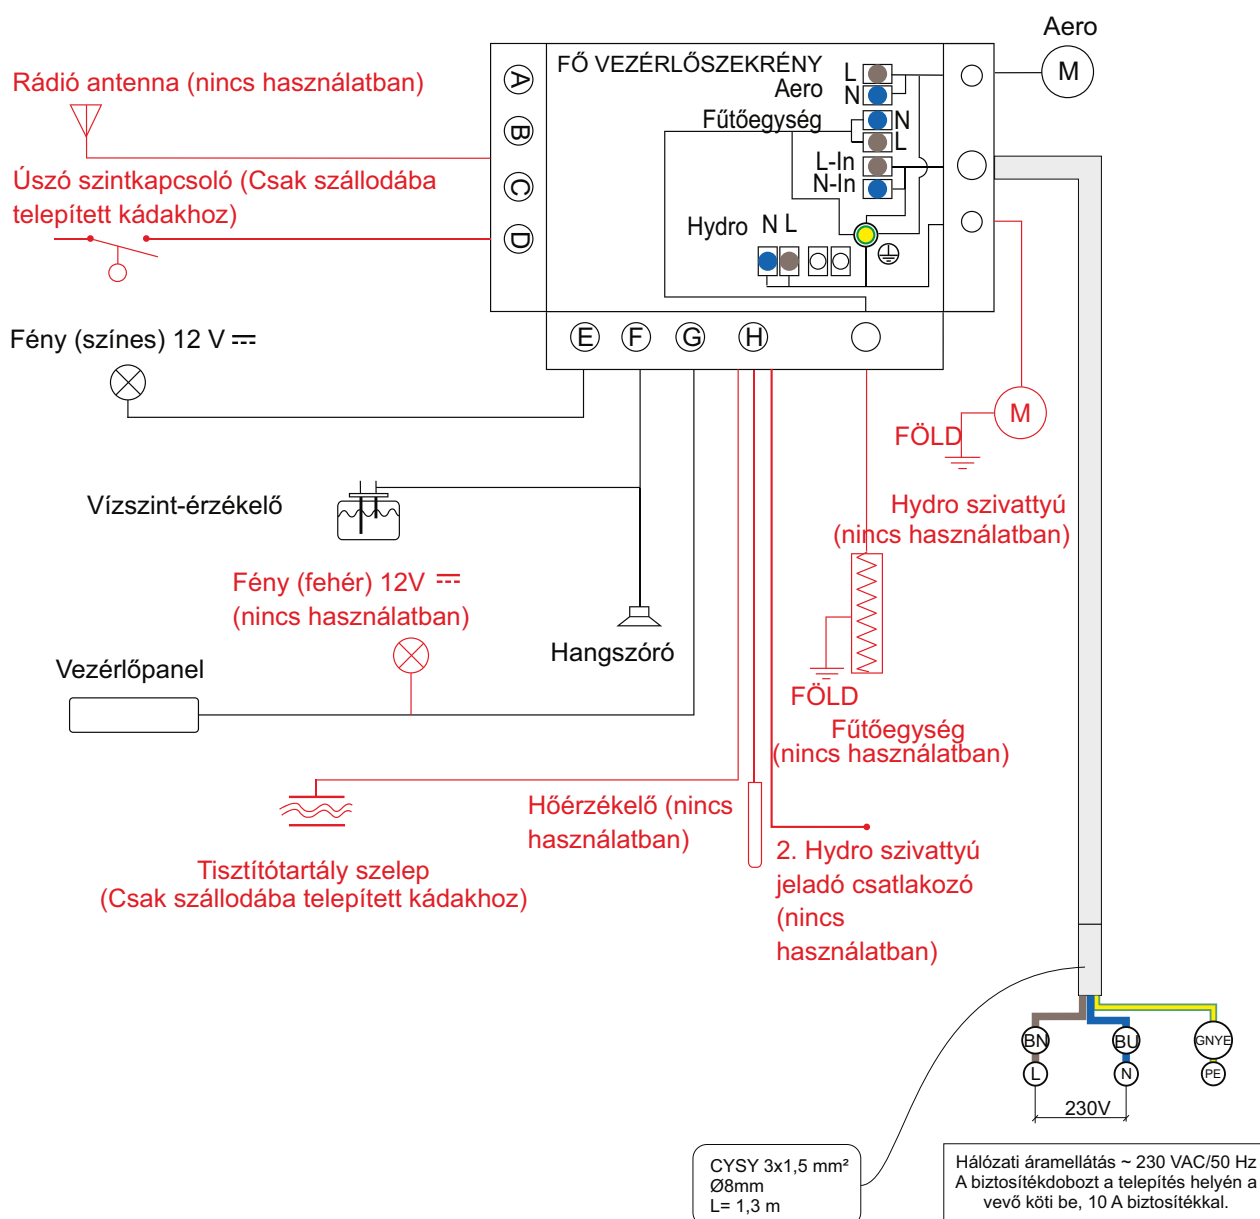 Aero
M
FŐ VEZÉRLŐSZEKRÉNY
Aero
L
N
Fűtőegység
N
L
L-In
N-In
Hydro N L
A
B
C
D
Rádió antenna (nincs használatban)
Úszó szintkapcsoló (Csak szállodába
telepített kádakhoz)
E
F
G
H
Fény (színes) 12 V
M
FÖLD
Vízszint-érzékelő
Hydro szivattyú
(nincs használatban)
Fény (fehér) 12V
(nincs használatban)
Hangszóró
Vezérlőpanel
FÖLD
Fűtőegység
(nincs használatban)
Hőérzékelő (nincs
használatban)
Tisztítótartály szelep
(Csak szállodába telepített kádakhoz)
2. Hydro szivattyú
jeladó csatlakozó
(nincs
használatban)
BN
BU
GNYE
L
N
PE
230V
CYSY 3x1,5 mm²
Ø8mm
L= 1,3 m
Hálózati áramellátás ~ 230 VAC/50 Hz
A biztosítékdobozt a telepítés helyén a
vevő köti be, 10 A biztosítékkal.